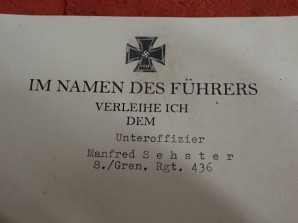 IM NAMEN DES FÜHRERS
VERLEIHE ICH
DEM
Unteroffizier
Manfred Sehster
8./Gren. Rgt. 436